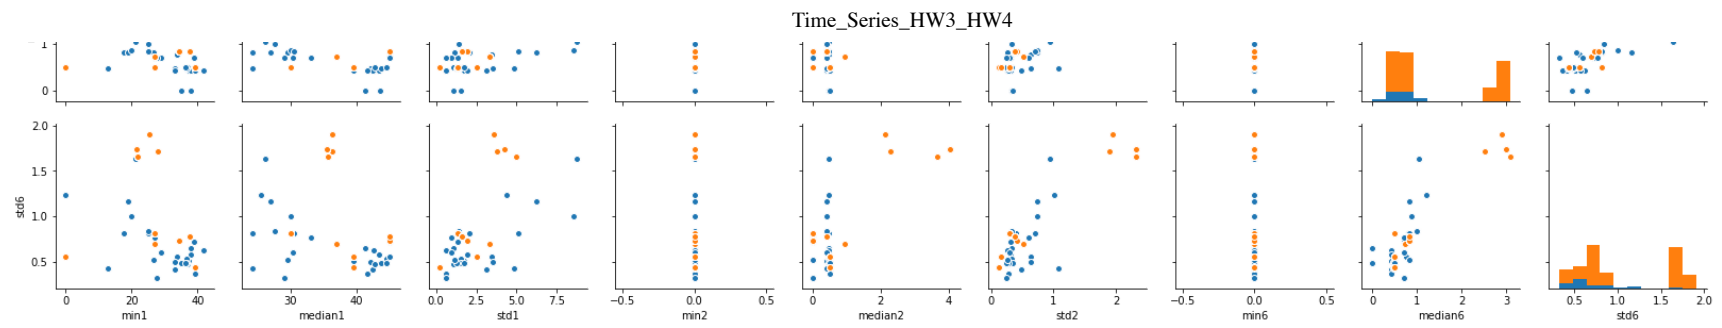 Time_Series_HW3_HW4
1
0
2.0
1.5
1.0
0.5
std6
0 20 40
30 40
0.0 2.5 5.0 7.5
−0.5 0.0 0.5
0 2 4
0 1 2
−0.5 0.0 0.5
0 1 2 3
0.5 1.0 1.5 2.0
min1 median1 std1 min2 median2 std2 min6 median6 std6